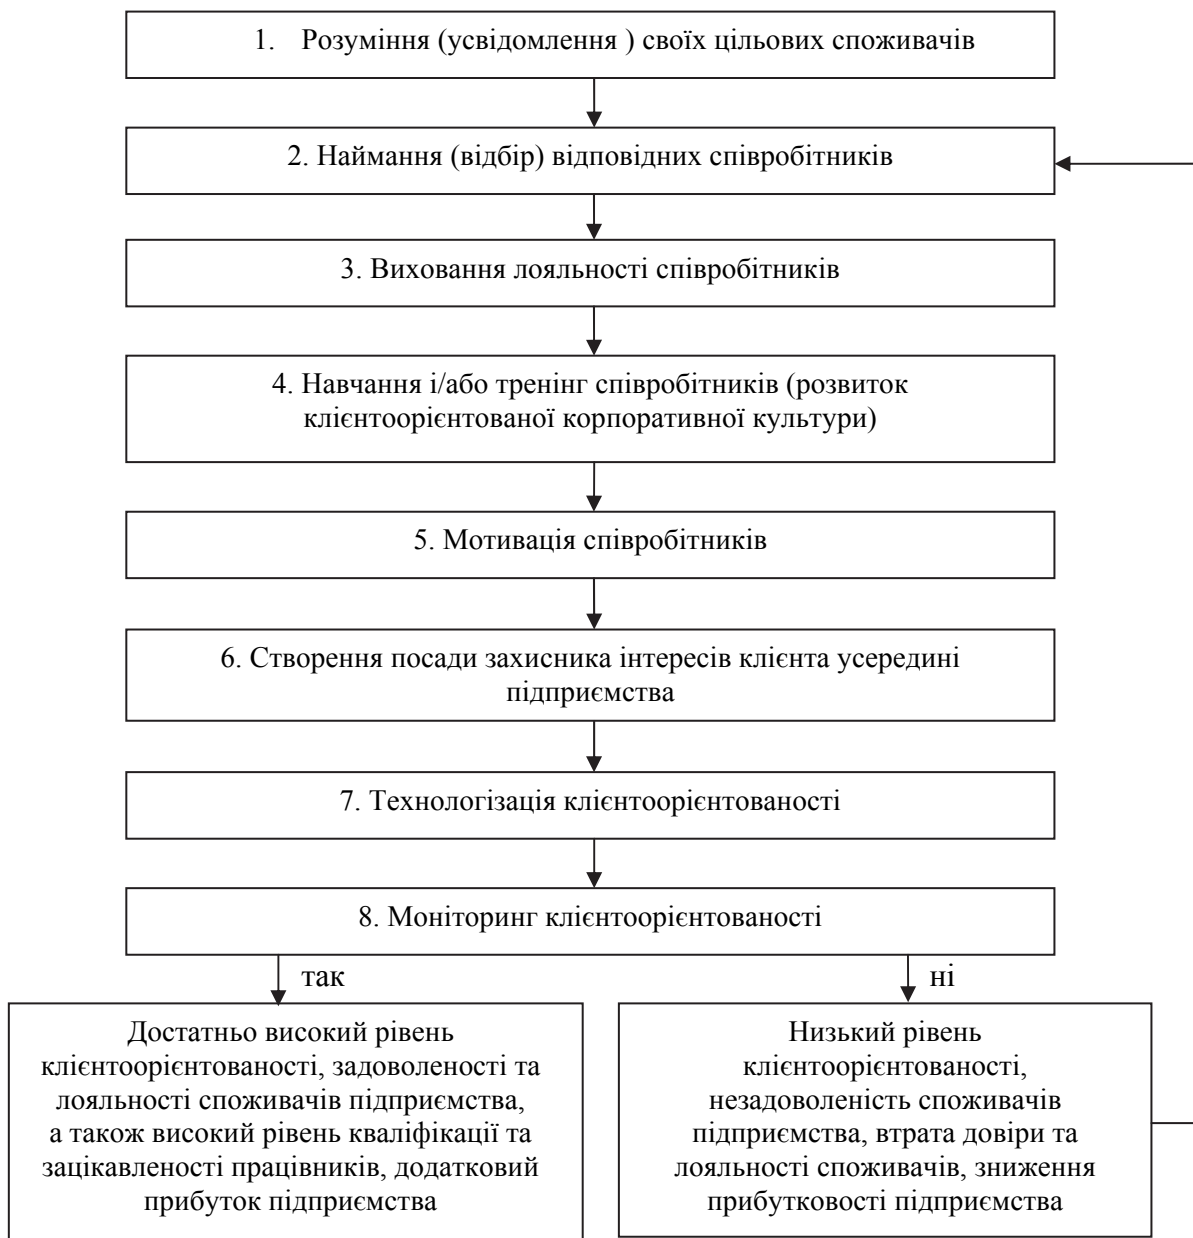 1. Розуміння (усвідомлення ) своїх цільових споживачів
2. Наймання (відбір) відповідних співробітників
3. Виховання лояльності співробітників
4. Навчання і/або тренінг співробітників (розвиток
клієнтоорієнтованої корпоративної культури)
5. Мотивація співробітників
6. Створення посади захисника інтересів клієнта усередині
підприємства
7. Технологізація клієнтоорієнтованості
8. Моніторинг клієнтоорієнтованості
так
ні
Достатньо високий рівень
клієнтоорієнтованості, задоволеності та
лояльності споживачів підприємства,
а також високий рівень кваліфікації та
зацікавленості працівників, додатковий
прибуток підприємства
Низький рівень
клієнтоорієнтованості,
незадоволеність споживачів
підприємства, втрата довіри та
лояльності споживачів, зниження
прибутковості підприємства